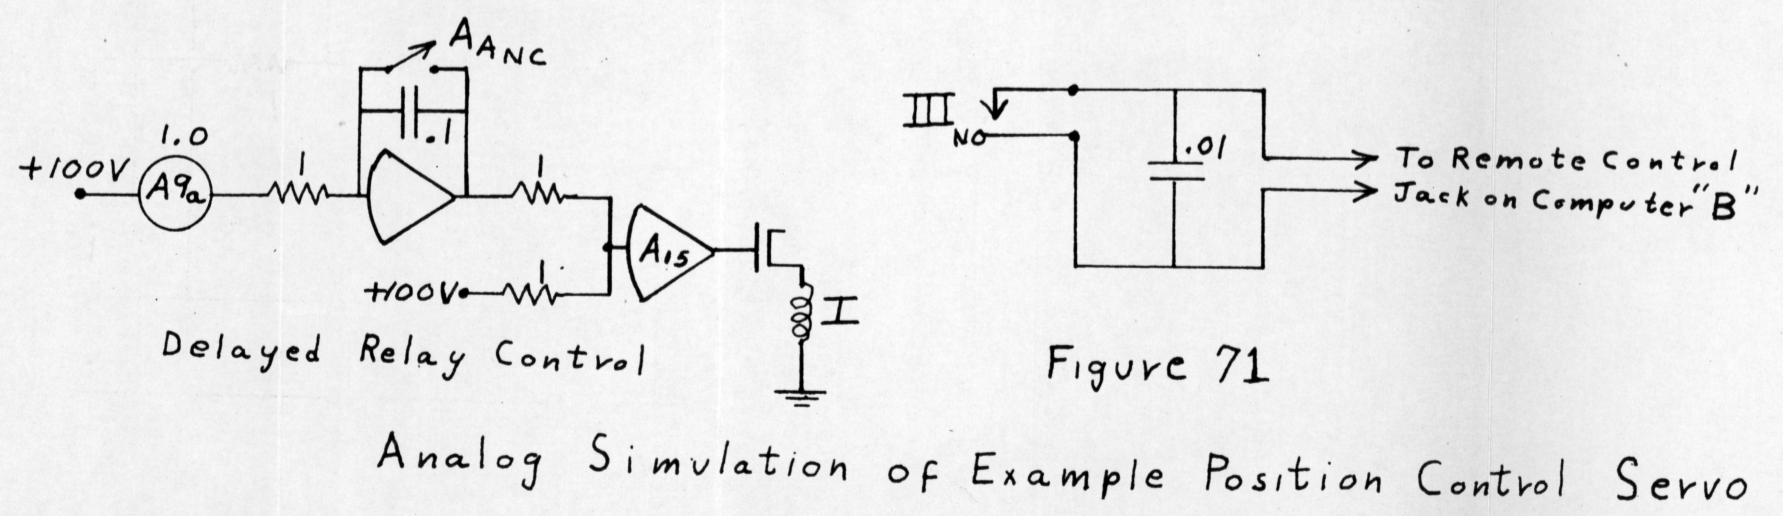 A A NC
.1
1.0
+100V
A9a
1
1
A15
+100V
1
I
Delayed Relay Control
III
NO
.01
To Remote Control
Jack on Computer "B"
Figure 71
Analog Simulation of Example Position Control Servo